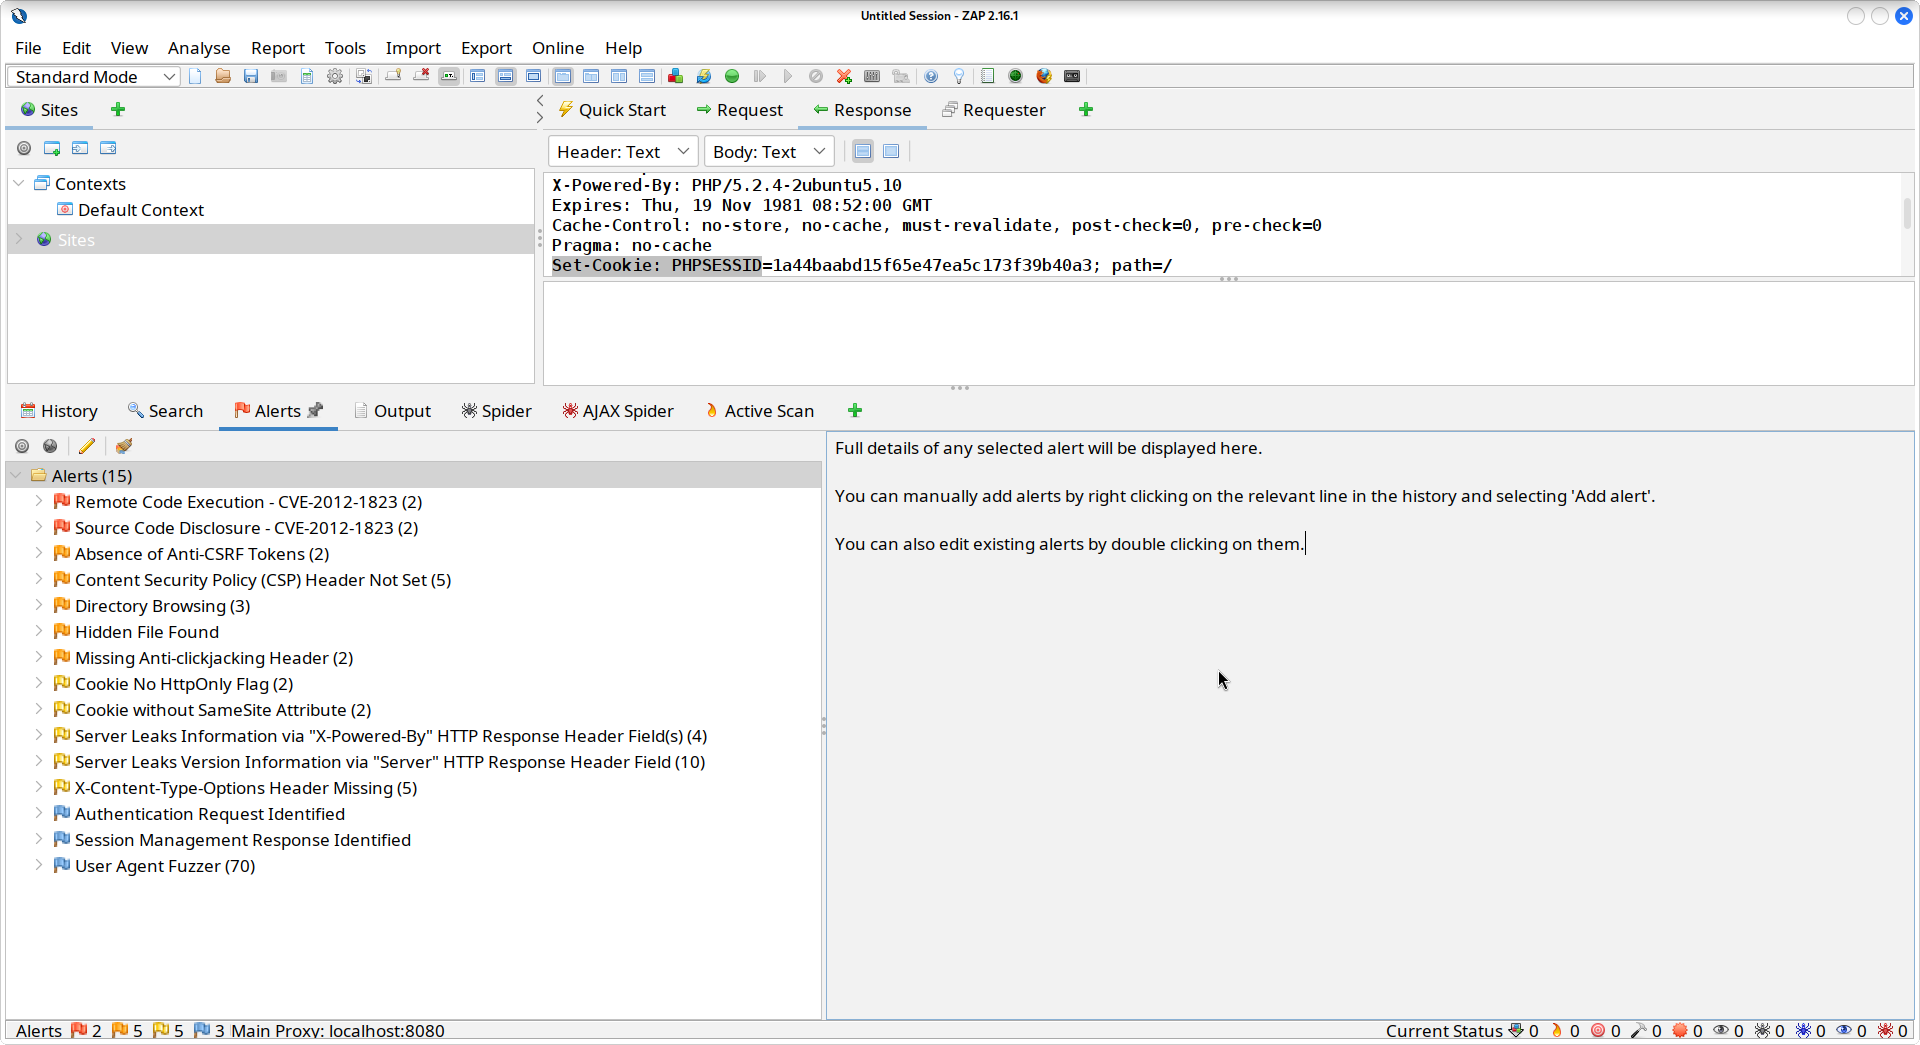 Untitled Session - ZAP 2.16.1
File Edit View Analyse Report Tools Import Export Online Help
Standard Mode
Sites
Quick Start Request Response Requester
Header: Text Body: Text
Contexts
Default Context
Sites
X-Powered-By: PHP/5.2.4-2ubuntu5.10
Expires: Thu, 19 Nov 1981 08:52:00 GMT
Cache-Control: no-store, no-cache, must-revalidate, post-check=0, pre-check=0
Pragma: no-cache
Set-Cookie: PHPSESSID=1a44baabd15f65e47ea5c173f39b40a3; path=/
History Search Alerts Output Spider AJAX Spider Active Scan
Alerts (15)
Remote Code Execution - CVE-2012-1823 (2)
Source Code Disclosure - CVE-2012-1823 (2)
Absence of Anti-CSRF Tokens (2)
Content Security Policy (CSP) Header Not Set (5)
Directory Browsing (3)
Hidden File Found
Missing Anti-clickjacking Header (2)
Cookie No HttpOnly Flag (2)
Cookie without SameSite Attribute (2)
Server Leaks Information via "X-Powered-By" HTTP Response Header Field(s) (4)
Server Leaks Version Information via "Server" HTTP Response Header Field (10)
X-Content-Type-Options Header Missing (5)
Authentication Request Identified
Session Management Response Identified
User Agent Fuzzer (70)
Full details of any selected alert will be displayed here.
You can manually add alerts by right clicking on the relevant line in the history and selecting 'Add alert'.
You can also edit existing alerts by double clicking on them.
Alerts 2 5 5 3 Main Proxy: localhost:8080
Current Status 0 0 0 0 0 0 0 0 0 0